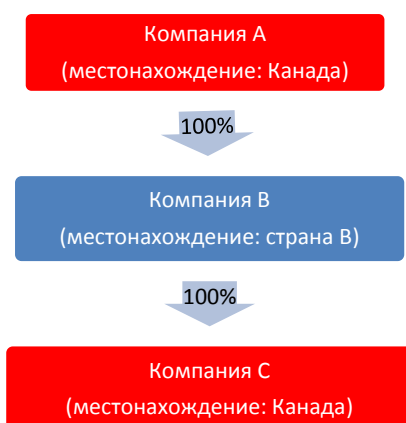 Компания А
(местонахождение: Канада)
100%
Компания В
(местонахождение: страна В)
100%
Компания С
(местонахождение: Канада)